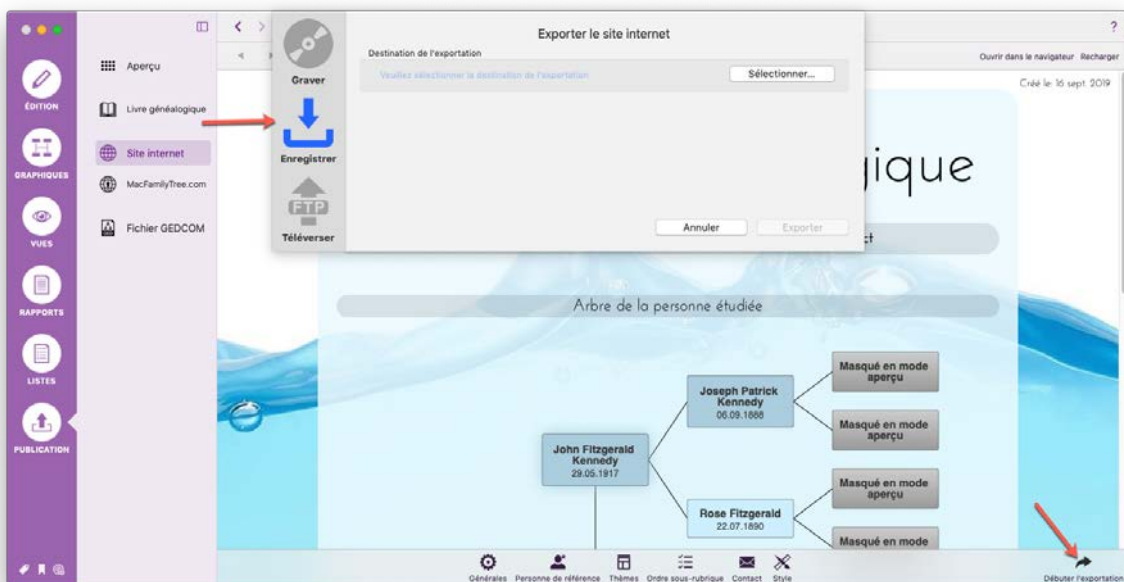 ÉDITION
GRAPHIQUES
VUES
RAPPORTS
LISTES
PUBLICATION
Aperçu
Livre généalogique
Site internet
MacFamilyTree.com
Fichier GEDCOM
Graver
Enregistrer
FTP
Téléverser
Exporter le site internet
Destination de l'exportation
Veuillez sélectionner la destination de l'exportation
Sélectionner...
Annuler
Exporter
?
Ouvrir dans le navigateur Recharger
Créé le: 16 sept. 2019
gique
ct
Arbre de la personne étudiée
John Fitzgerald
Kennedy
29.05.1917
Joseph Patrick
Kennedy
06.09.1888
Rose Fitzgerald
22.07.1890
Masqué en mode
aperçu
Masqué en mode
aperçu
Masqué en mode
aperçu
Masqué en mode
Générales Personne de référence Thèmes Ordre sous-rubrique Contact Style
Débuter l'exportation